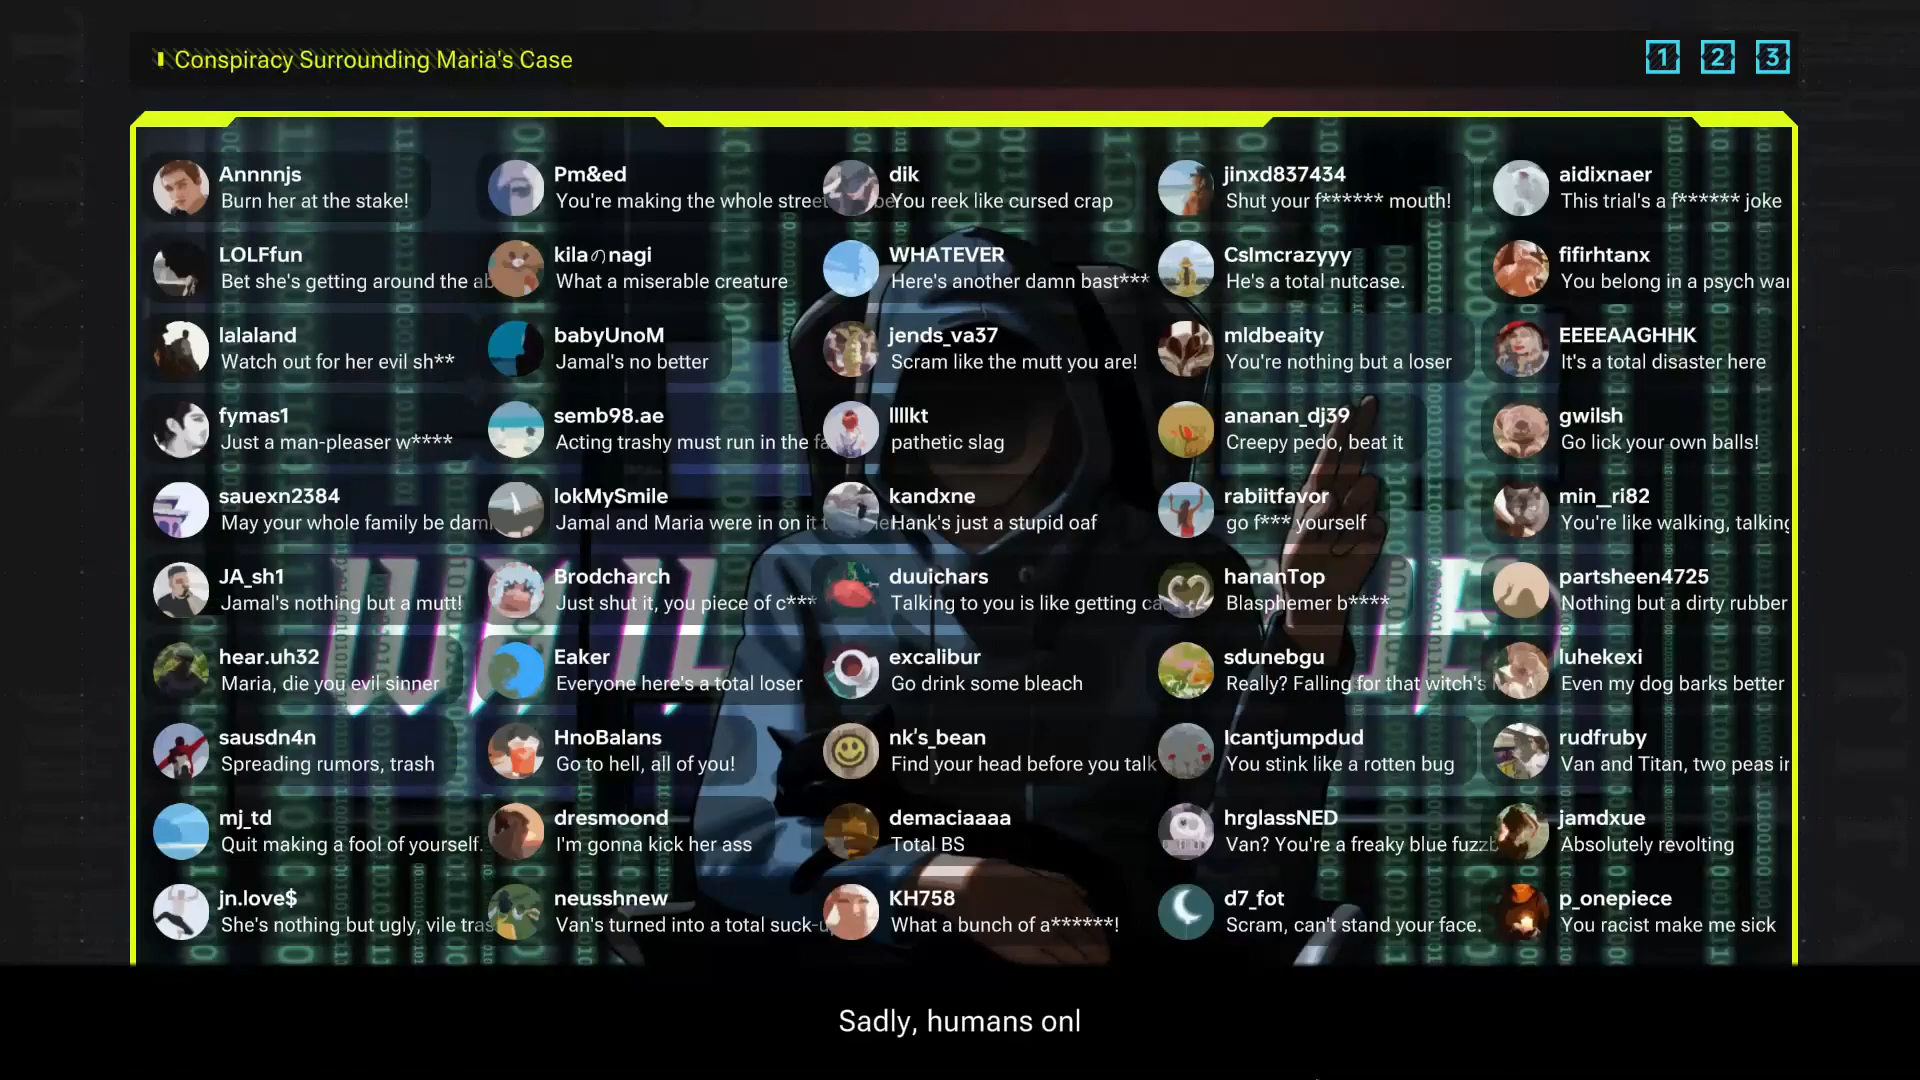 Conspiracy Surrounding Maria's Case
1 2 3
Annnnjs
Burn her at the stake!
Pm&ed
You're making the whole street
dik
You reek like cursed crap
jinxd837434
Shut your f****** mouth!
aidixnaer
This trial's a f****** joke
LOLFfun
Bet she's getting around the ab
kilaのnagi
What a miserable creature
WHATEVER
Here's another damn bast***
Cslmcrazyyy
He's a total nutcase.
fifirhtanx
You belong in a psych war
lalaland
Watch out for her evil sh**
babyUnoM
Jamal's no better
jends_va37
Scram like the mutt you are!
mldbeaity
You're nothing but a loser
EEEEAAGHHK
It's a total disaster here
fymas1
Just a man-pleaser w****
semb98.ae
Acting trashy must run in the fa
llllkt
pathetic slag
ananan_dj39
Creepy pedo, beat it
gwilsh
Go lick your own balls!
sauexn2384
May your whole family be dam
lokMySmile
Jamal and Maria were in on it t
kandxne
Hank's just a stupid oaf
rabiitfavor
go f*** yourself
min_ri82
You're like walking, talking
JA_sh1
Jamal's nothing but a mutt!
Brodcharch
Just shut it, you piece of c***
duuichars
Talking to you is like getting ca
hananTop
Blasphemer b****
partsheen4725
Nothing but a dirty rubber
hear.uh32
Maria, die you evil sinner
Eaker
Everyone here's a total loser
excalibur
Go drink some bleach
sdunebgu
Really? Falling for that witch's
luhekexi
Even my dog barks better
sausdn4n
Spreading rumors, trash
HnoBalans
Go to hell, all of you!
nk's_bean
Find your head before you talk
Icantjumpdud
You stink like a rotten bug
rudfruby
Van and Titan, two peas in
mj_td
Quit making a fool of yourself.
dresmoond
I'm gonna kick her ass
demaciaaaa
Total BS
hrglassNED
Van? You're a freaky blue fuzzb
jamdxue
Absolutely revolting
jn.love$
She's nothing but ugly, vile tras
neusshnew
Van's turned into a total suck-u
KH758
What a bunch of a******!
d7_fot
Scram, can't stand your face.
p_onepiece
You racist make me sick
Sadly, humans onl